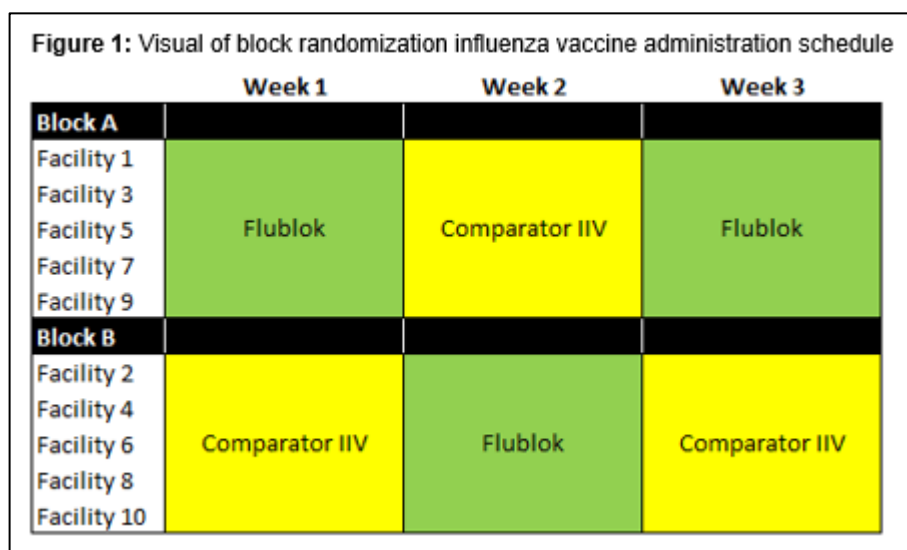 Figure 1: Visual of block randomization influenza vaccine administration schedule
Week 1 Week 2 Week 3
Block A
Facility 1
Facility 3
Facility 5 Flublok Comparator IIV Flublok
Facility 7
Facility 9
Block B
Facility 2
Facility 4
Facility 6 Comparator IIV Flublok Comparator IIV
Facility 8
Facility 10